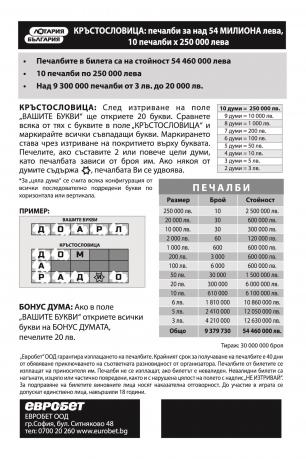 ЛОТАРИЯ
БЪЛГАРИЯ
КРЪСТОСЛОВИЦА: печалби за над 54 МИЛИОНА лева,
10 печалби х 250 000 лева
• Печалбите в билета са на стойност 54 460 000 лева
• 10 печалби по 250 000 лева
• Над 9 300 000 печалби от 3 лв. до 20 000 лв.
КРЪСТОСЛОВИЦА: След изтриване на поле
„ВАШИТЕ БУКВИ" ще откриете 20 букви. Сравнете
всяка от тях с буквите в поле „КРЪСТОСЛОВИЦА" и
маркирайте всички съвпадащи букви. Маркирането
става чрез изтриване на покритието върху буквата.
Печелите, ако съставите 2 или повече цели думи,
като печалбата зависи от броя им. Ако някоя от
думите съдържа , печалбата Ви се удвоява.
*За „цяла дума" се счита всяка конфигурация от
всички последователно подредени букви по
хоризонтала или вертикала.
10 думи = 250 000 лв.
9 думи = 10 000 лв.
8 думи = 1 000 лв.
7 думи = 200 лв.
6 думи = 100 лв.
5 думи = 50 лв.
4 думи = 10 лв.
3 думи = 5 лв.
2 думи = 3 лв.
ПРИМЕР:
ВАШИТЕ БУКВИ
Д О А Р Л
КРЪСТОСЛОВИЦА
Д О М
А А
Р А Д И О
БОНУС ДУМА: Ако в поле
„ВАШИТЕ БУКВИ" откриете всички
букви на БОНУС ДУМАТА,
печелите 20 лв.
ПЕЧАЛБИ
Размер Брой Стойност
250 000 лв. 10 2 500 000 лв.
20 000 лв. 30 600 000 лв.
10 000 лв. 30 300 000 лв.
2 000 лв. 60 120 000 лв.
1 000 лв. 600 600 000 лв.
200 лв. 3 000 600 000 лв.
100 лв. 6 000 600 000 лв.
50 лв. 30 000 1 500 000 лв.
20 лв. 300 000 6 000 000 лв.
10 лв. 610 000 6 100 000 лв.
6 лв. 1 810 000 10 860 000 лв.
5 лв. 2 410 000 12 050 000 лв.
3 лв. 4 210 000 12 630 000 лв.
Общо 9 379 730 54 460 000 лв.
Тираж: 30 000 000 броя
„Евробет" ООД гарантира изплащането на печалбите. Крайният срок за получаване на печалбите е 40 дни
от обявяване приключването на съответната разновидност от организатора. Печалбите от билетите се
изплащат на приносителя им. Печалби не се изплащат, ако билетът е невалиден. Невалидни билети са
нагънати, изцяло или частично повредени, както и с нарушена цялост на полето с надпис „НЕ ИЗТРИВАЙ".
За подправяне на билетите виновните лица носят наказателна отговорност. До участие в играта се
допускат единствено лица, навършили 18 години.
ЕВРОБЕТ
ЕВРОБЕТ ООД
гр.София, бул. Ситняково 48
тел: 0700 20 260 www.eurobet.bg